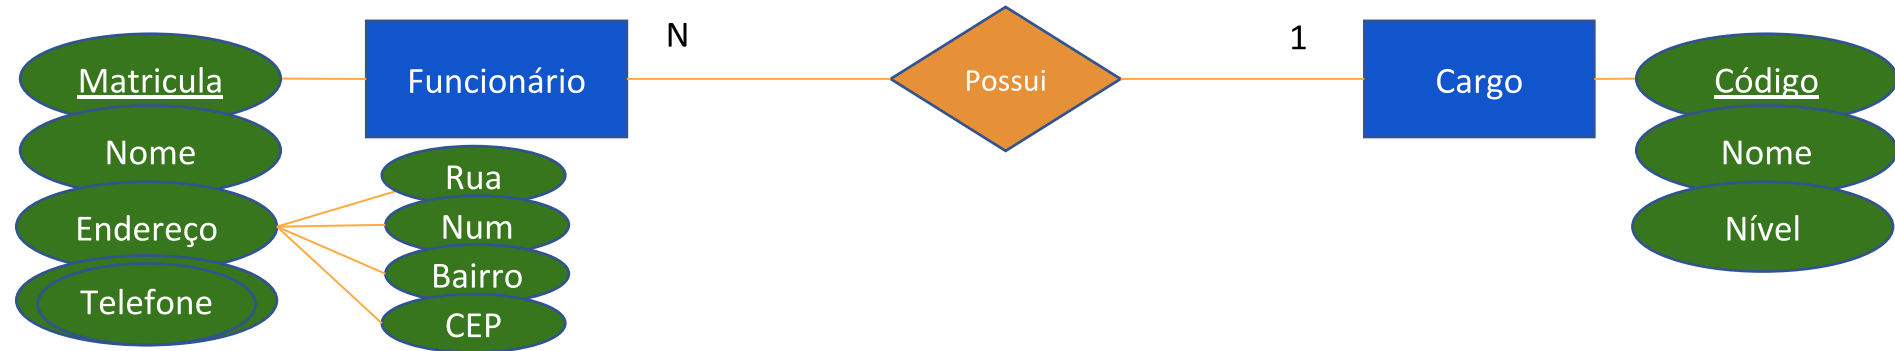 Matricula
Nome
Endereço
Telefone
Funcionário
Rua
Num
Bairro
CEP
N
Possui
1
Cargo
Código
Nome
Nível